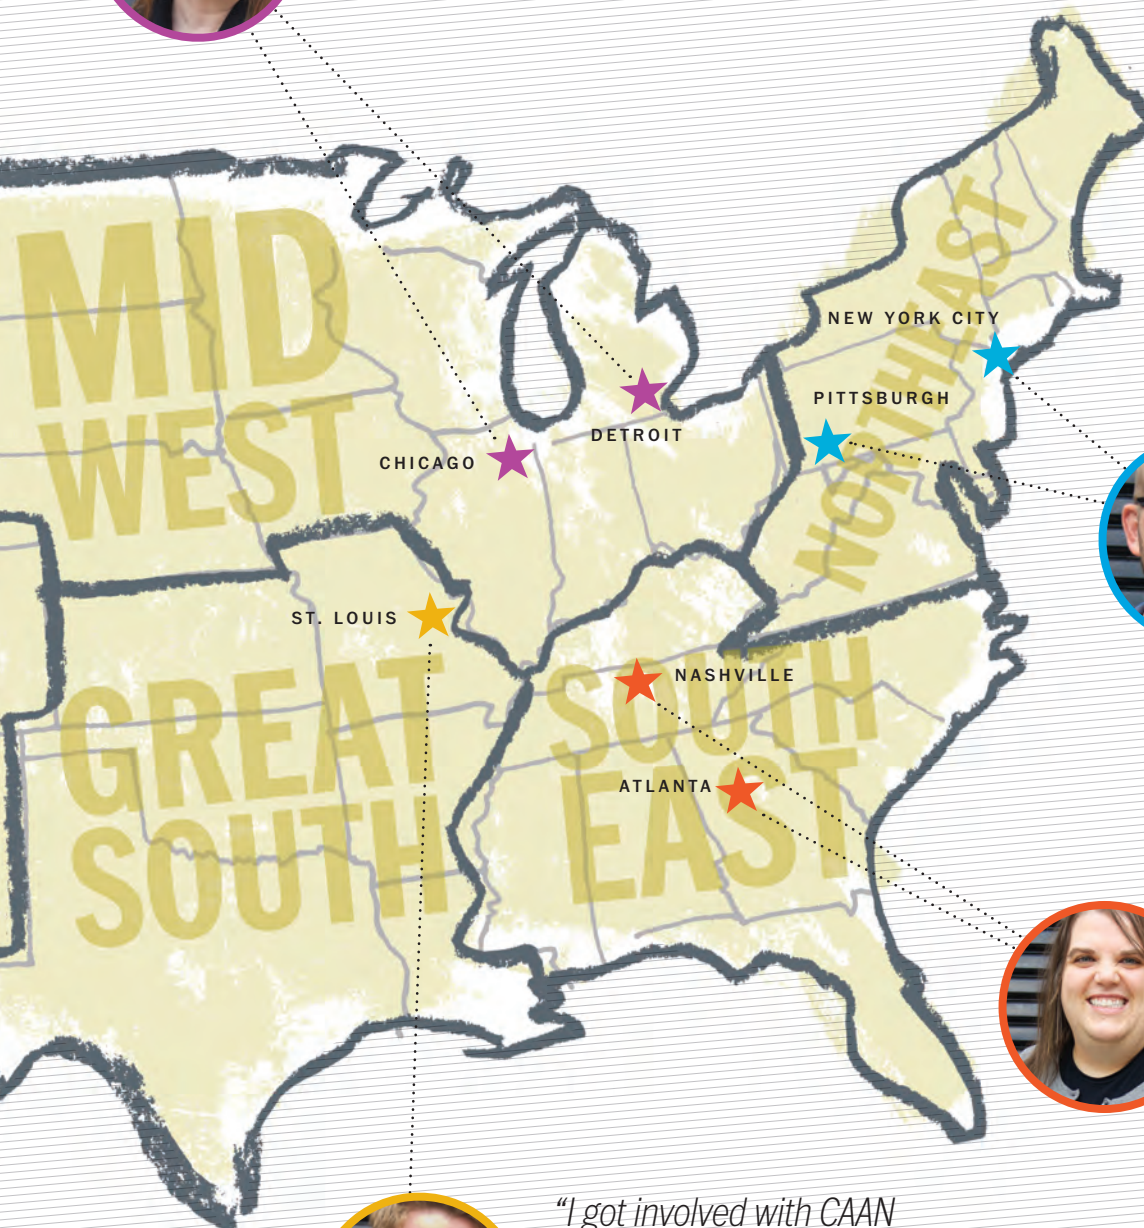 MID
WEST
NORTHEAST
NEW YORK CITY
PITTSBURGH
DETROIT
CHICAGO
ST. LOUIS
GREAT
SOUTH
SOUTH
EAST
NASHVILLE
ATLANTA
“I got involved with CAAN